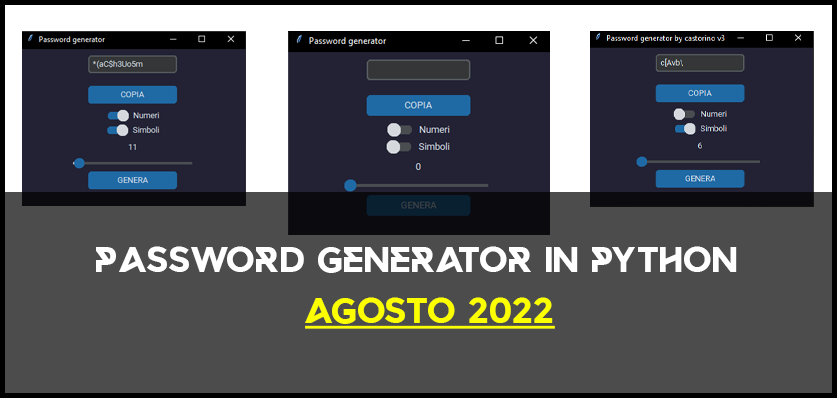 Password generator
*(aC$h3Uo5m
COPIA
Numeri
Simboli
11
GENERA
Password generator
COPIA
Numeri
Simboli
0
GENERA
Password generator by castorino v3
c[Avb\
COPIA
Numeri
Simboli
6
GENERA
PASSWORD GENERATOR IN PYTHON
AGOSTO 2022